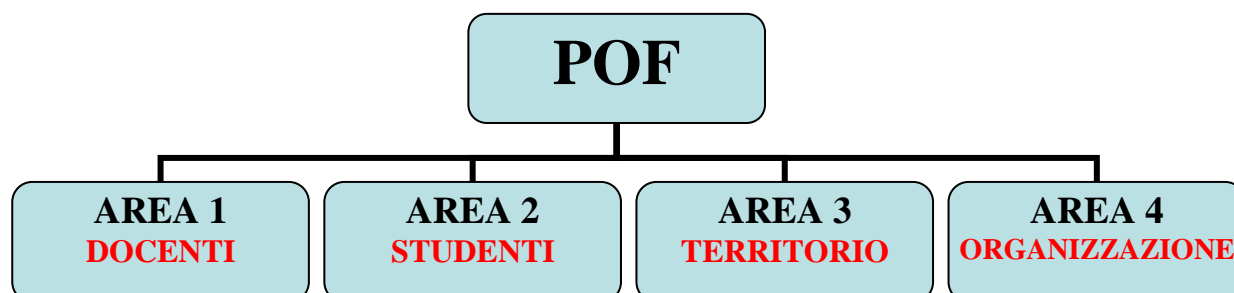 POF
AREA 1
DOCENTI
AREA 2
STUDENTI
AREA 3
TERRITORIO
AREA 4
ORGANIZZAZIONE